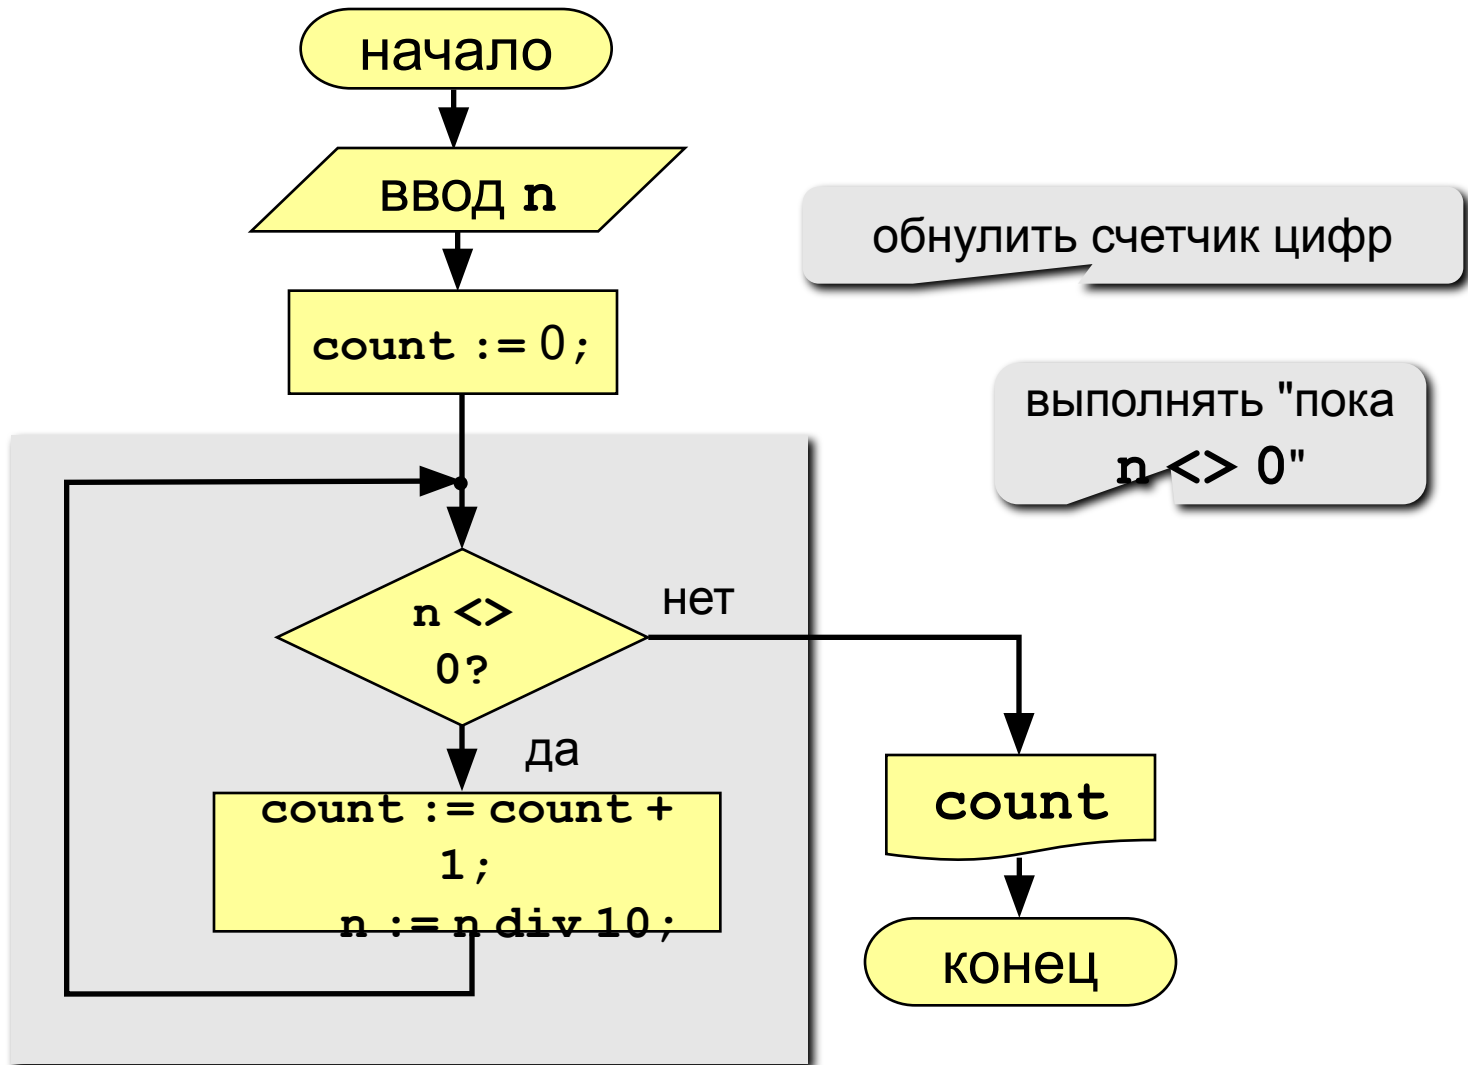 начало
ввод n
обнулить счетчик цифр
count := 0;
выполнять "пока
n <> 0"
n <>
0?
нет
да
count := count +
1;
n := n div 10;
count
конец